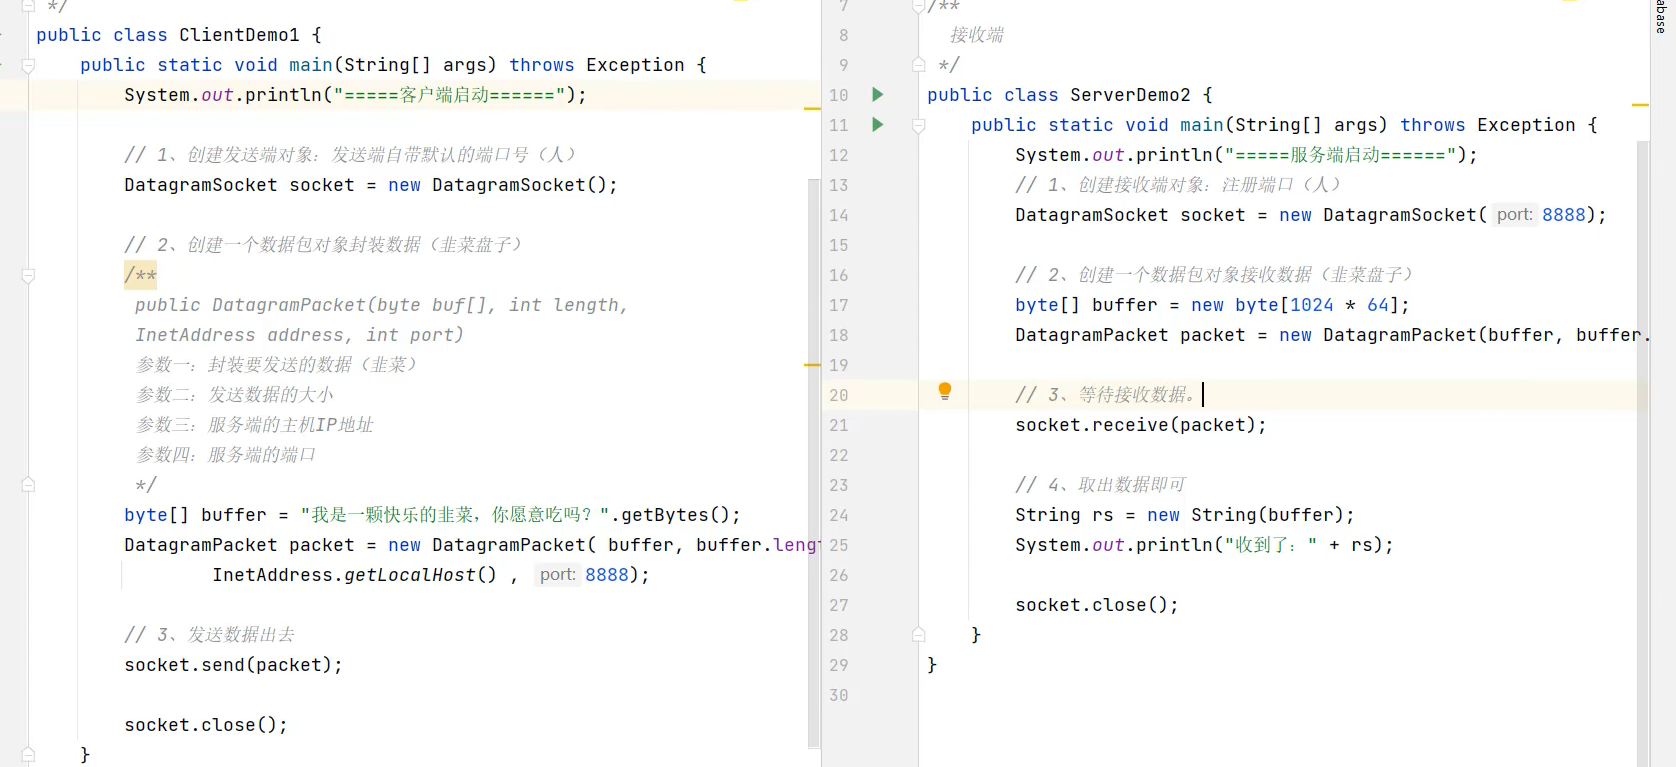 */
public class ClientDemo1 {
public static void main(String[] args) throws Exception {
System.out.println("=====客户端启动======");
// 1、创建发送端对象：发送端自带默认的端口号（人）
DatagramSocket socket = new DatagramSocket();
// 2、创建一个数据包对象封装数据（韭菜盘子）
/**
public DatagramPacket(byte buf[], int length,
InetAddress address, int port)
参数一：封装要发送的数据（韭菜）
参数二：发送数据的大小
参数三：服务端的主机IP地址
参数四：服务端的端口
*/
byte[] buffer = "我是一颗快乐的韭菜，你愿意吃吗？".getBytes();
DatagramPacket packet = new DatagramPacket( buffer, buffer.lengt
InetAddress.getLocalHost() , port: 8888);
// 3、发送数据出去
socket.send(packet);
socket.close();
}
7 /**
8 接收端
9 */
10 public class ServerDemo2 {
11 public static void main(String[] args) throws Exception {
12 System.out.println("=====服务端启动======");
13 // 1、创建接收端对象：注册端口（人）
14 DatagramSocket socket = new DatagramSocket( port: 8888);
15
16 // 2、创建一个数据包对象接收数据（韭菜盘子）
17 byte[] buffer = new byte[1024 * 64];
18 DatagramPacket packet = new DatagramPacket(buffer, buffer.
19
20 // 3、等待接收数据。
21 socket.receive(packet);
22
23 // 4、取出数据即可
24 String rs = new String(buffer);
25 System.out.println("收到了：" + rs);
26
27 socket.close();
28 }
29 }
30
abase